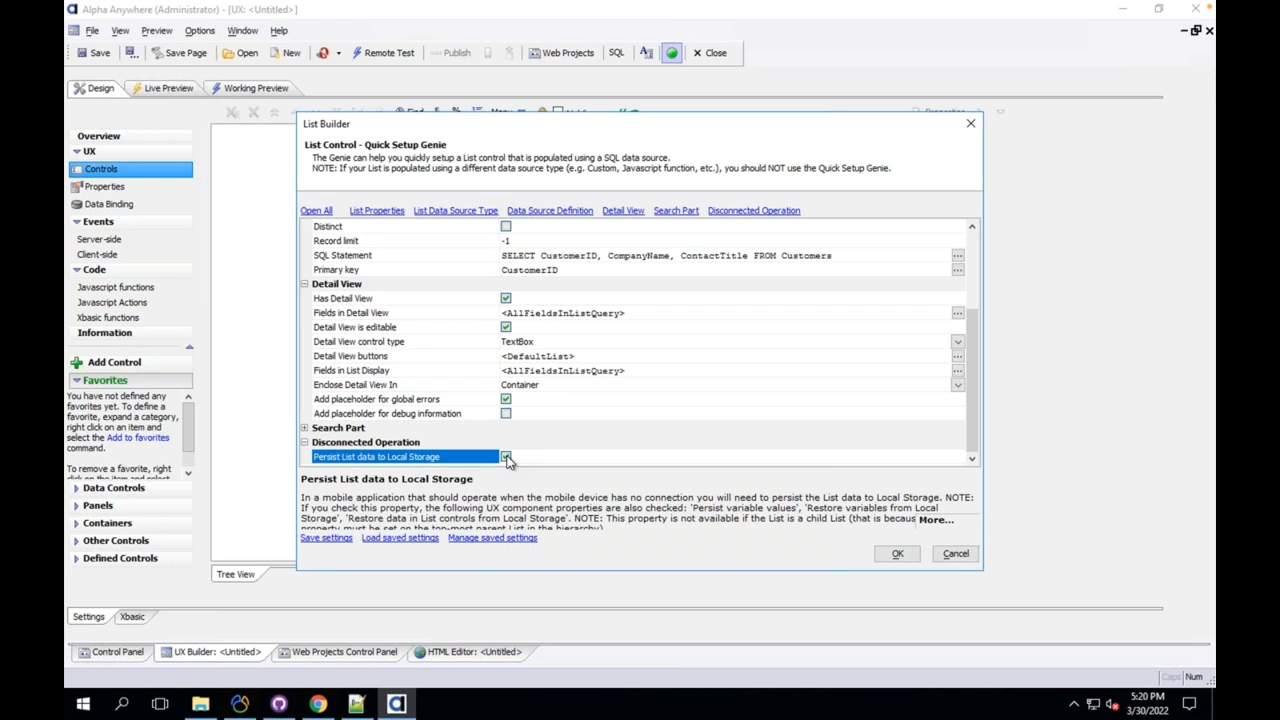 Alpha Anywhere (Administrator) - [UX: <Untitled>]
File View Preview Options Window Help
Save Save Page Open New Remote Test Publish Web Projects SQL Close
Design Live Preview Working Preview
Find Menu
Overview
UX
Controls
Properties
Data Binding
Events
Server-side
Client-side
Code
Javascript functions
Javascript Actions
Xbasic functions
Information
Add Control
Favorites
You have not defined any
favorites yet. To define a
favorite, expand a category,
right click on an item and
select the Add to favorites
command.
To remove a favorite, right
Data Controls
Panels
Containers
Other Controls
Defined Controls
List Builder
List Control - Quick Setup Genie
The Genie can help you quickly setup a List control that is populated using a SQL data source.
NOTE: If your List is populated using a different data source type (e.g. Custom, Javascript function, etc.), you should NOT use the Quick Setup Genie.
Open All List Properties List Data Source Type Data Source Definition Detail View Search Part Disconnected Operation
Distinct
Record limit -1
SQL Statement SELECT CustomerID, CompanyName, ContactTitle FROM Customers
Primary key CustomerID
Detail View
Has Detail View
Fields in Detail View <AllFieldsInListQuery>
Detail View is editable
Detail View control type TextBox
Detail View buttons <DefaultList>
Fields in List Display <AllFieldsInListQuery>
Enclose Detail View In Container
Add placeholder for global errors
Add placeholder for debug information
Search Part
Disconnected Operation
Persist List data to Local Storage
Persist List data to Local Storage
In a mobile application that should operate when the mobile device has no connection you will need to persist the List data to Local Storage. NOTE:
If you check this property, the following UX component properties are also checked: 'Persist variable values', 'Restore variables from Local
Storage', 'Restore data in List controls from Local Storage'. NOTE: This property is not available if the List is a child List (that is becaus More...
property must be set on the top-most parent List in the hierarchy)
Save settings Load saved settings Manage saved settings
OK Cancel
Tree View
Settings Xbasic
Control Panel UX Builder: <Untitled> Web Projects Control Panel HTML Editor: <Untitled>
Caps Num
5:20 PM
3/30/2022